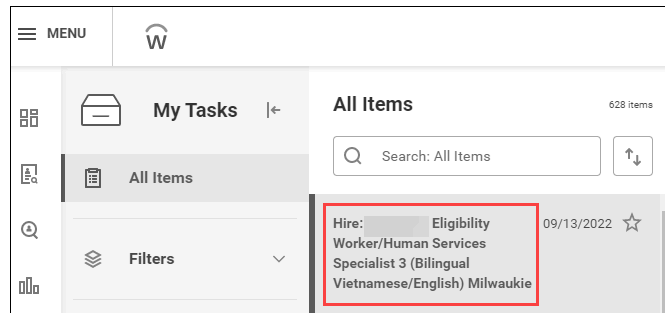 MENU
W
My Tasks
All Items
Filters
All Items
628 items
Search: All Items
Hire: Eligibility
Worker/Human Services
Specialist 3 (Bilingual
Vietnamese/English) Milwaukie
09/13/2022